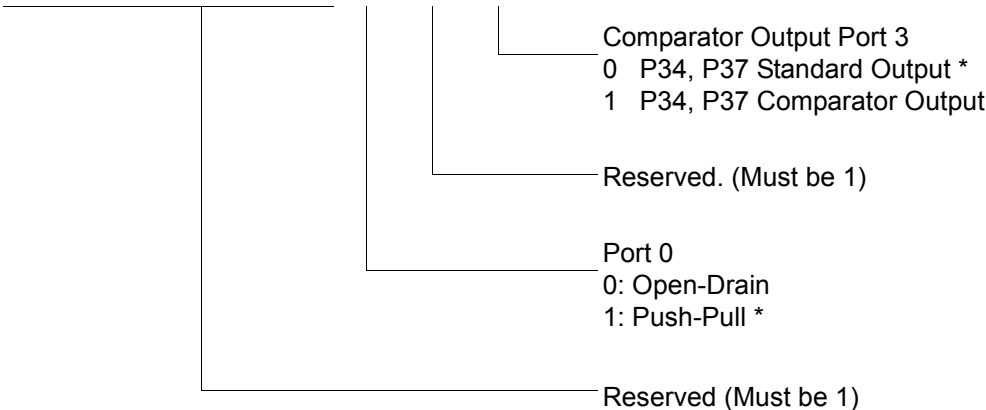 Comparator Output Port 3
0 P34, P37 Standard Output *
1 P34, P37 Comparator Output
Reserved. (Must be 1)
Port 0
0: Open-Drain
1: Push-Pull *
Reserved (Must be 1)